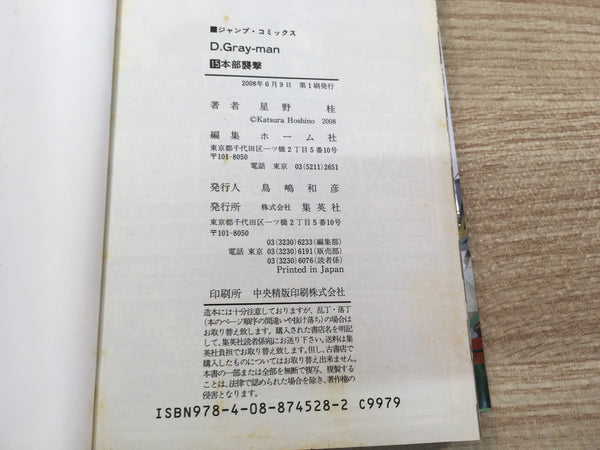 ■ジャンプ・コミックス
D.Gray-man
15本部襲撃
2008年6月9日 第1刷発行
著者 星野 桂
©Katsura Hoshino 2008
編集 ホーム社
東京都千代田区一ツ橋2丁目5番10号
〒101-8050
電話 東京 03(5211)2651
発行人 鳥嶋和彦
発行所 株式会社 集英社
東京都千代田区一ツ橋2丁目5番10号
〒101-8050
03(3230)6233(編集部)
電話 東京 03(3230)6191(販売部)
03(3230)6076(読者係)
Printed in Japan
印刷所 中央精版印刷株式会社
造本には十分注意しておりますが、乱丁・落丁
(本のページ順序の間違いや抜け落ち)の場合は
お取り替え致します。購入された書店名を明記
して、集英社読者係宛にお送り下さい。送料は集
英社負担でお取り替え致します。但し、古書店で
購入したものについてはお取り替え出来ません。
本書の一部または全部を無断で複写、複製する
ことは、法律で認められた場合を除き、著作権の
侵害となります。
ISBN978-4-08-874528-2 C9979